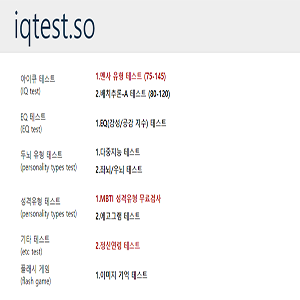 iqtest.so
아이큐 테스트
(IQ test)
1.멘사 유형 테스트 (75-145)
2.매치추론-A 테스트 (80-120)
EQ 테스트
(EQ test)
1.EQ(감성/공감 지수) 테스트
두뇌 유형 테스트
(personality types test)
1.다중지능 테스트
2.좌뇌/우뇌 테스트
성격유형 테스트
(personality types test)
1.MBTI 성격유형 무료검사
2.에고그램 테스트
기타 테스트
(etc test)
2.정신연령 테스트
플래시 게임
(flash game)
1.이미지 기억 테스트